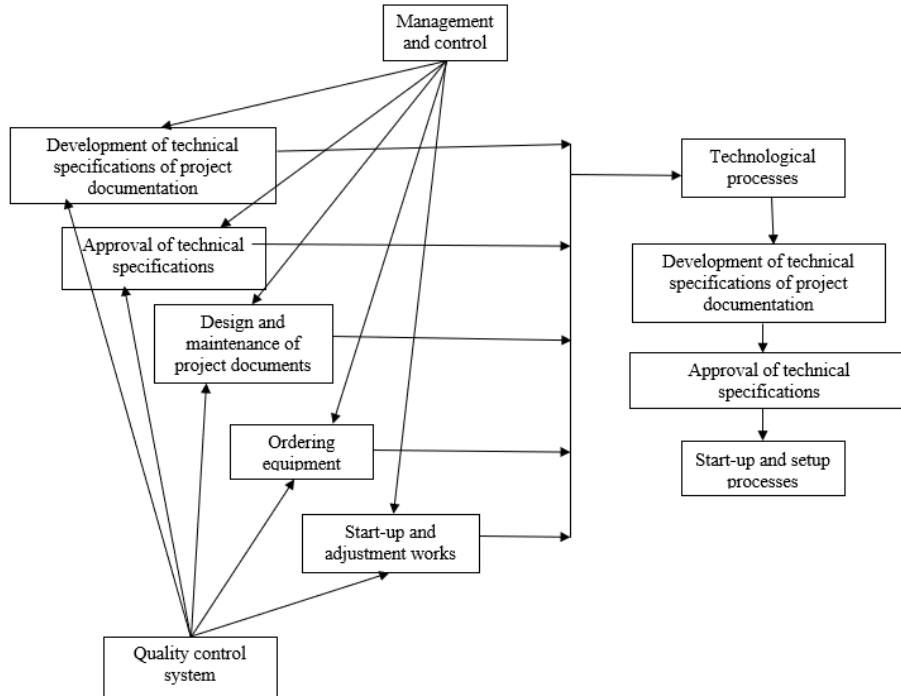 Management
and control
Development of technical
specifications of project
documentation
Approval of technical
specifications
Design and
maintenance of
project documents
Ordering
equipment
Start-up and
adjustment works
Quality control
system
Technological
processes
Development of technical
specifications of project
documentation
Approval of technical
specifications
Start-up and setup
processes